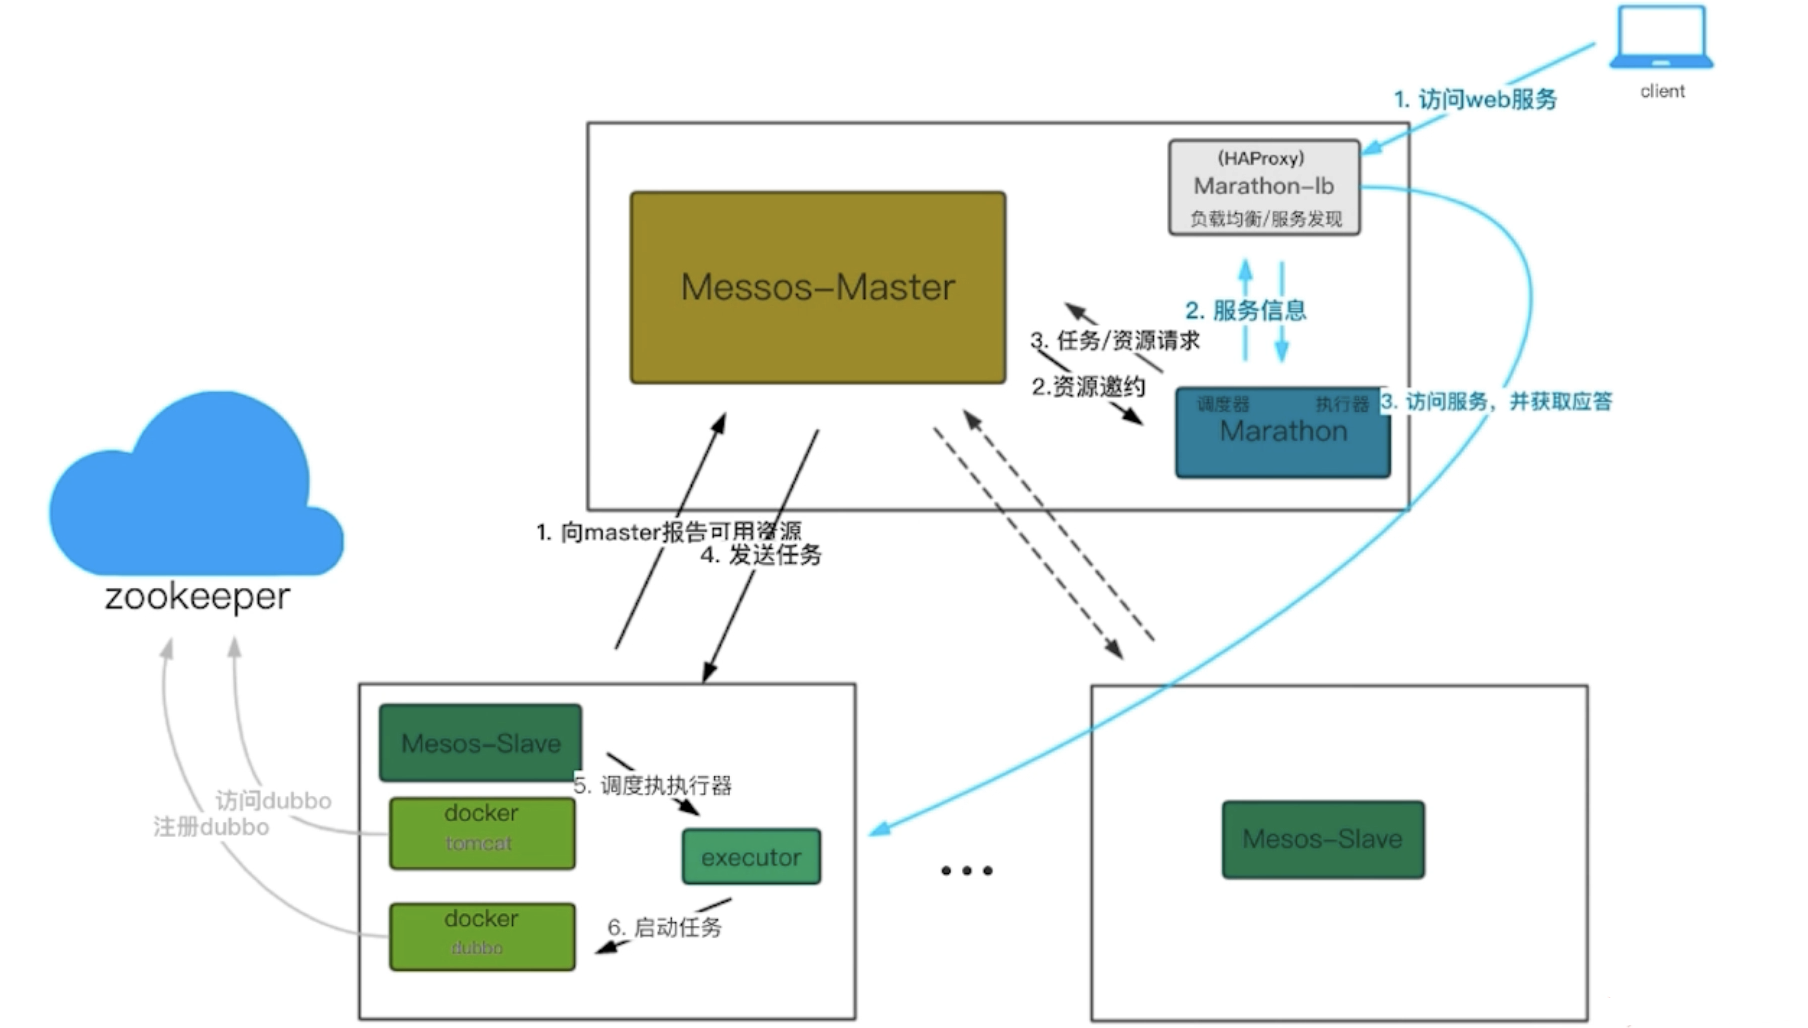 client
1. 访问web服务
(HAProxy)
Marathon-lb
负载均衡/服务发现
Messos-Master
2. 服务信息
3. 任务/资源请求
2.资源邀约
调度器 执行器
Marathon
3. 访问服务，并获取应答
1. 向master报告可用资源
4. 发送任务
zookeeper
Mesos-Slave
5. 调度执执行器
访问dubbo
注册dubbo
docker
tomcat
executor
Mesos-Slave
docker
dubbo
6. 启动任务